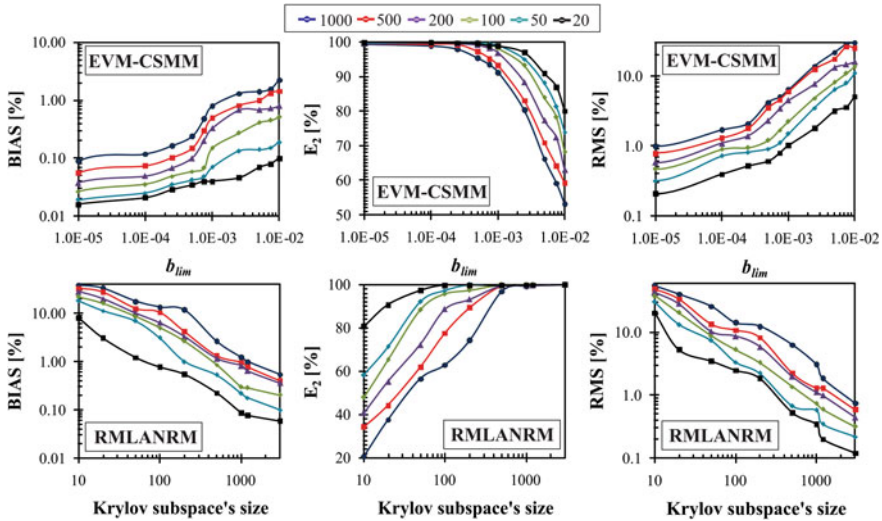 1000 500 200 100 50 20
10.00
1.00
0.10
0.01
BIAS [%]
EVM-CSMM
1.0E-05 1.0E-04 1.0E-03 1.0E-02
b_lim
100
90
80
70
60
50
E₂ [%]
EVM-CSMM
1.0E-05 1.0E-04 1.0E-03 1.0E-02
b_lim
10.0
1.0
0.1
RMS [%]
EVM-CSMM
1.0E-05 1.0E-04 1.0E-03 1.0E-02
b_lim
10.00
1.00
0.10
0.01
BIAS [%]
RMLANRM
10 100 1000
Krylov subspace's size
100
80
60
40
20
E₂ [%]
RMLANRM
10 100 1000
Krylov subspace's size
10.0
1.0
0.1
RMS [%]
RMLANRM
10 100 1000
Krylov subspace's size